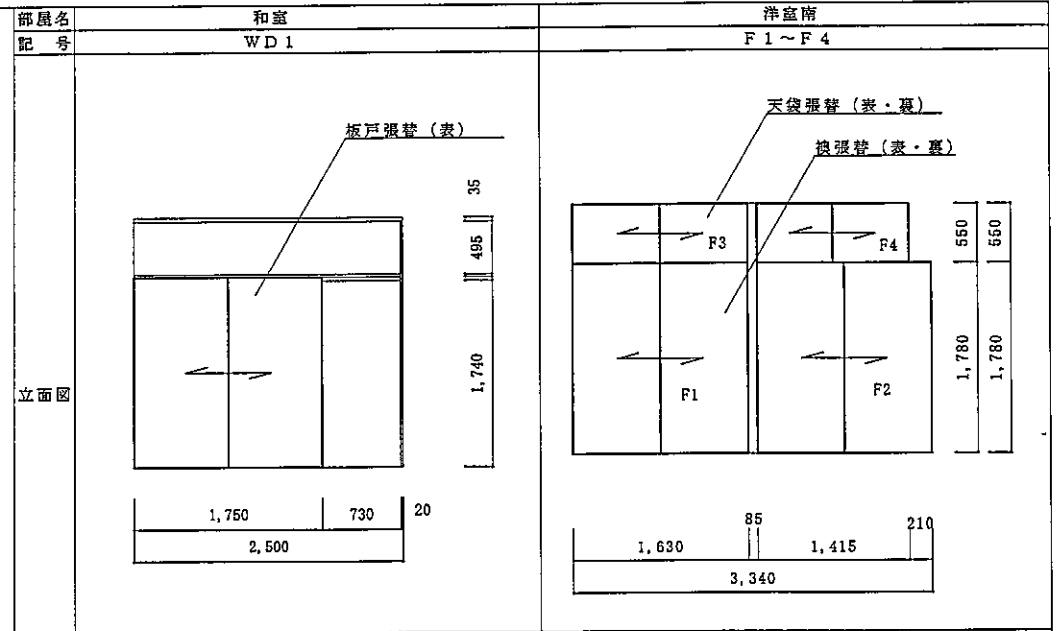 部屋名 和室 洋室南
記号 WD1 F1～F4
立面図
板戸張替（表）
35
495
1,740
1,750 730 20
2,500
天袋張替（表・裏）
襖張替（表・裏）
F3 F4
F1 F2
550 550
1,780 1,780
85 210
1,630 1,415
3,340